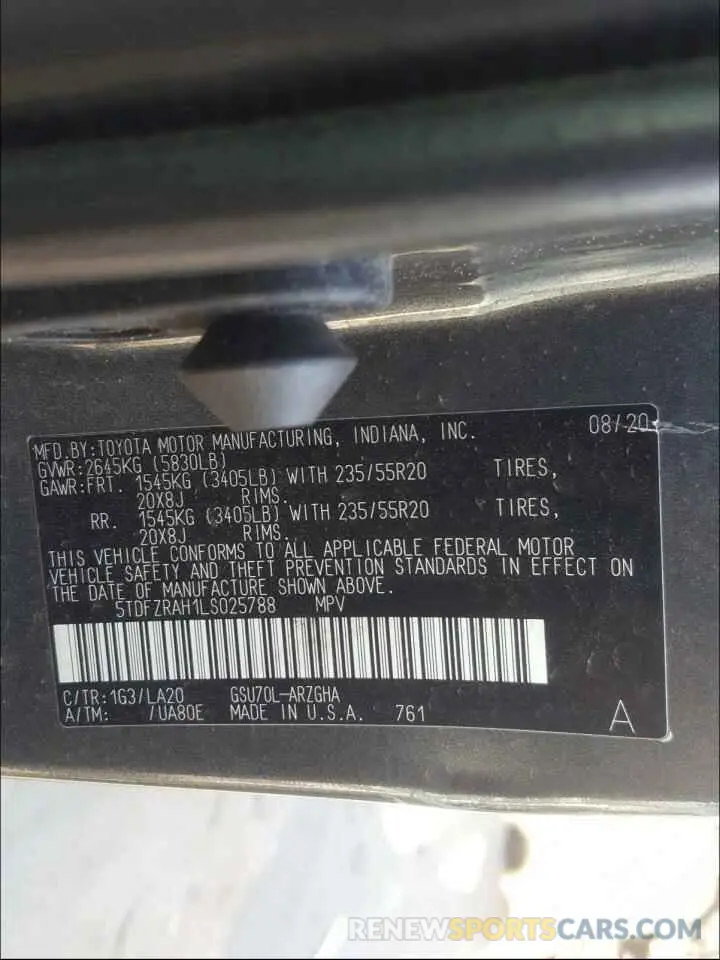 MFD.BY:TOYOTA MOTOR MANUFACTURING, INDIANA, INC. 08/20
GVWR:2645KG (5830LB)
GAWR:FRT. 1545KG (3405LB) WITH 235/55R20 TIRES,
20X8J RIMS.
RR. 1545KG (3405LB) WITH 235/55R20 TIRES,
20X8J RIMS.
THIS VEHICLE CONFORMS TO ALL APPLICABLE FEDERAL MOTOR
VEHICLE SAFETY AND THEFT PREVENTION STANDARDS IN EFFECT ON
THE DATE OF MANUFACTURE SHOWN ABOVE.
5TDFZRAH1LS025788 MPV
C/TR:1G3/LA20 GSU70L-ARZGHA
A/TM: /UA80E MADE IN U.S.A. 761 A
RENEWSPORTSCARS.COM